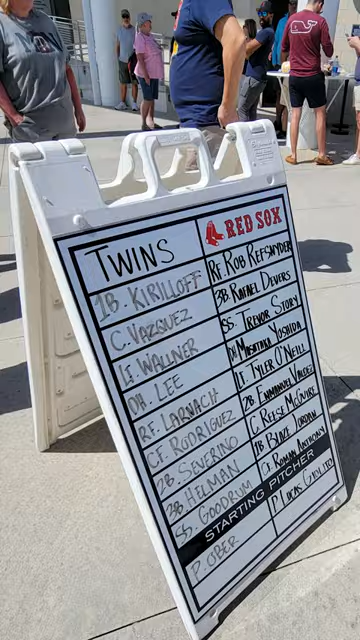 TWINS
1B. KIRILLOFF
C. VAZQUEZ
LF. WALLNER
DH. LEE
RF. LARNACH
CF. RODRIGUEZ
2B. SEVERINO
3B. HELMAN
SS. GOODRUM
RED SOX
RF. ROB REFSNYDER
3B. RAFAEL DEVERS
SS. TREVOR STORY
DH MASATAKA YOSHIDA
LF. TYLER O'NEILL
2B. EMMANUEL VALDEZ
C REESE MCGUIRE
1B BLAZE JORDAN
CF ROMAN ANTHONY
STARTING PITCHER
P. OBER
P. LUCAS GIOLITO